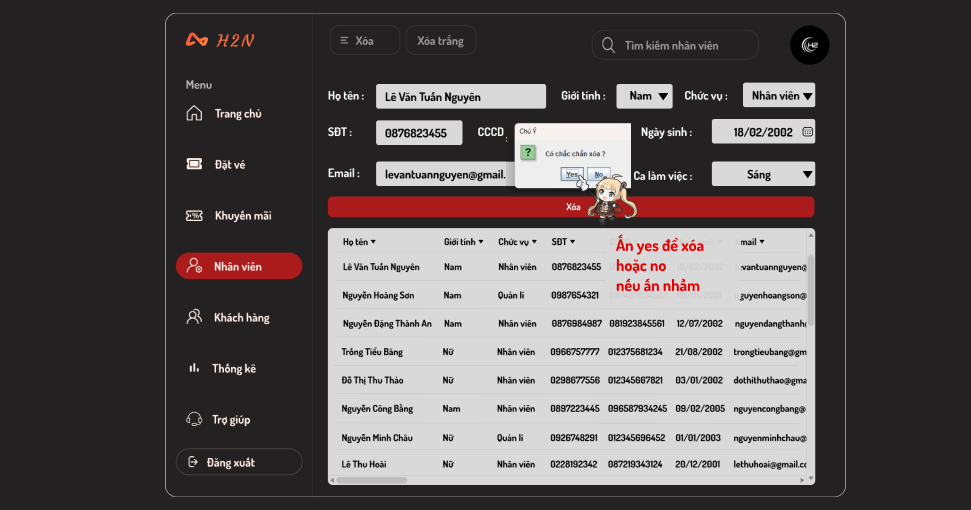 H2N
Xóa
Xóa trắng
Tìm kiếm nhân viên
H2
Menu
Trang chủ
Đặt vé
Khuyến mãi
Nhân viên
Khách hàng
Thống kê
Trợ giúp
Đăng xuất
Họ tên :
Lê Văn Tuấn Nguyên
Giới tính :
Nam
Chức vụ :
Nhân viên
SĐT :
0876823455
CCCD :
Ngày sinh :
18/02/2002
Email :
levantuannguyen@gmail.
Ca làm việc :
Sáng
Chú Ý
?
Có chắc chắn xóa ?
Yes
No
Xóa
Ấn yes để xóa
hoặc no
nếu ấn nhầm
Họ tên Giới tính Chức vụ SĐT mail
Lê Văn Tuấn Nguyên Nam Nhân viên 0876823455 vantuannguyen@
Nguyễn Hoàng Sơn Nam Quản lí 0987654321 yuyenhoangson@
Nguyễn Đặng Thành An Nam Nhân viên 0876984987 081923845561 12/07/2002 nguyendangthanh
Trống Tiểu Băng Nữ Nhân viên 0966757777 012375681234 21/08/2002 trongtieubang@gm
Đỗ Thị Thu Thảo Nữ Nhân viên 0298677556 012345667821 03/01/2002 dothithuthao@gma
Nguyễn Công Bằng Nam Nhân viên 0897223445 096587934245 09/02/2005 nguyencongbang@
Nguyễn Minh Châu Nữ Quản lí 0926748291 012345696452 01/01/2003 nguyenminhchau@
Lê Thu Hoài Nữ Nhân viên 0228192342 087219343124 20/12/2001 lethuhoai@gmail.cc